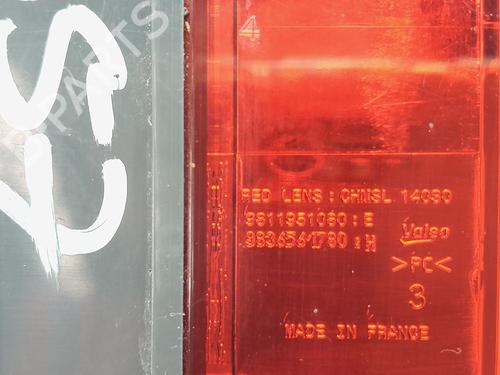 4
RED LENS : CHMSL 14090
9811951080 : E
9836561780 : H
Valeo
>PC<
3
MADE IN FRANCE